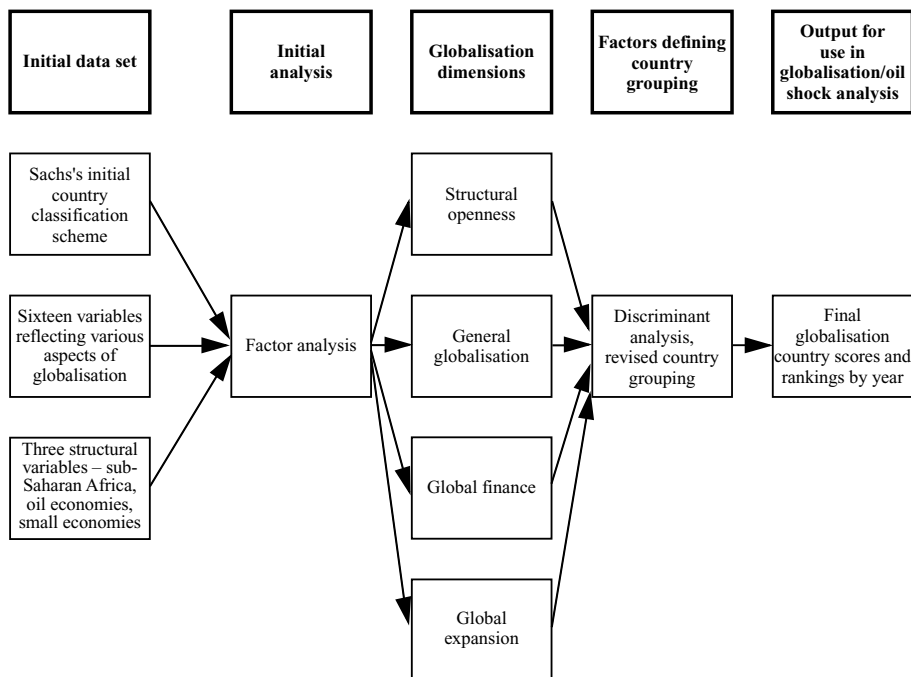 Initial data set
Initial
analysis
Globalisation
dimensions
Factors defining
country
grouping
Output for
use in
globalisation/oil
shock analysis
Sachs's initial
country
classification
scheme
Sixteen variables
reflecting various
aspects of
globalisation
Three structural
variables – sub-
Saharan Africa,
oil economies,
small economies
Factor analysis
Structural
openness
General
globalisation
Global finance
Global
expansion
Discriminant
analysis,
revised country
grouping
Final
globalisation
country scores and
rankings by year